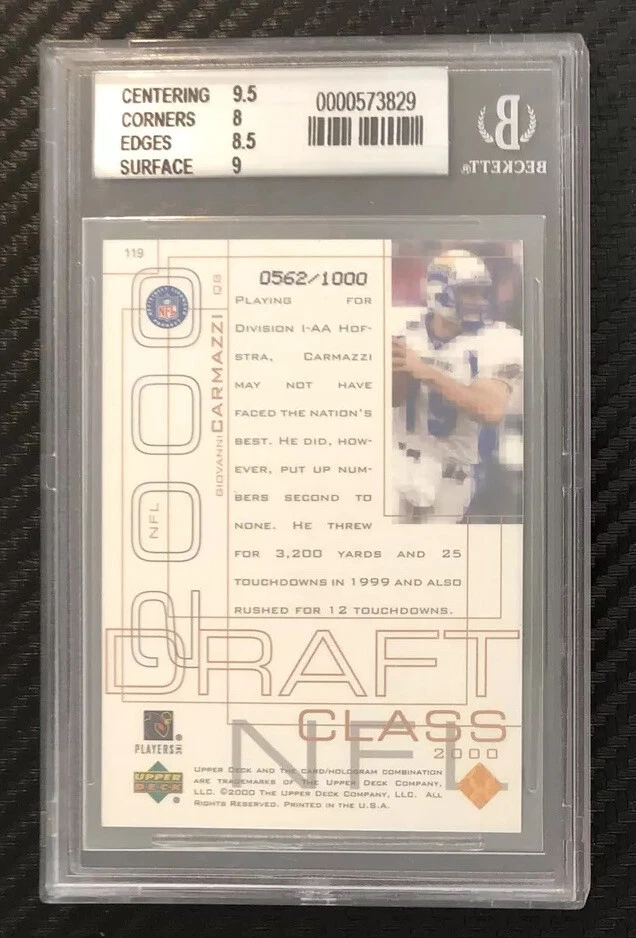 CENTERING 9.5
CORNERS 8
EDGES 8.5
SURFACE 9
0000573829
B
BECKETT®
119
0562/1000
QB
GIOVANNI CARMAZZI
NFL
2000
PLAYING FOR
DIVISION I-AA HOF-
STRA, CARMAZZI
MAY NOT HAVE
FACED THE NATION'S
BEST. HE DID, HOW-
EVER, PUT UP NUM-
BERS SECOND TO
NONE. HE THREW
FOR 3,200 YARDS AND 25
TOUCHDOWNS IN 1999 AND ALSO
RUSHED FOR 12 TOUCHDOWNS.
DRAFT
CLASS
NFL
2000
PLAYERS INC ®
UPPER
DECK ®
UPPER DECK AND THE CARD/HOLOGRAM COMBINATION
ARE TRADEMARKS OF THE UPPER DECK COMPANY,
LLC. ©2000 THE UPPER DECK COMPANY, LLC. ALL
RIGHTS RESERVED. PRINTED IN THE U.S.A.